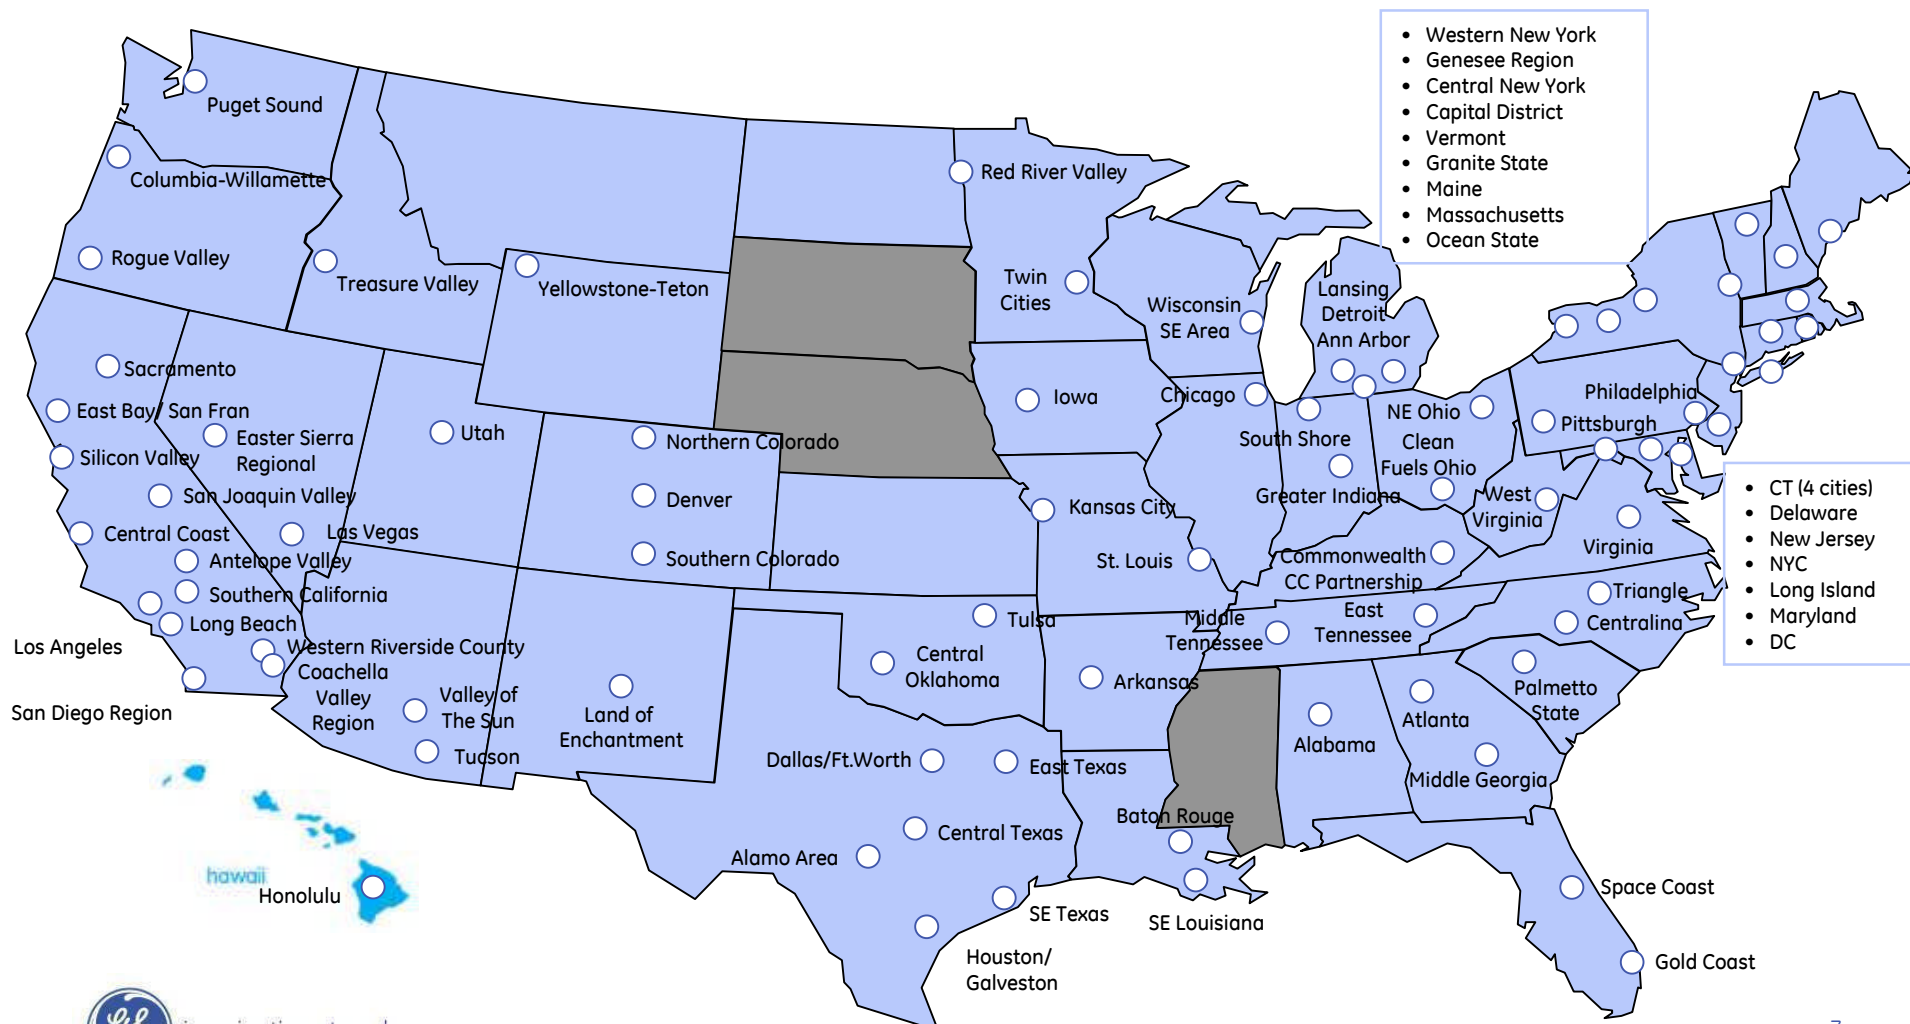 • Western New York
• Genesee Region
• Central New York
• Capital District
• Vermont
• Granite State
• Maine
• Massachusetts
• Ocean State
Puget Sound
Columbia-Willamette
Red River Valley
Rogue Valley
Treasure Valley
Yellowstone-Teton
Twin
Cities
Wisconsin
SE Area
Lansing
Detroit
Ann Arbor
Sacramento
East Bay/ San Fran
Easter Sierra
Regional
Utah
Northern Colorado
Iowa
Chicago
South Shore
NE Ohio
Clean
Fuels Ohio
Philadelphia
Pittsburgh
Silicon Valley
San Joaquin Valley
Denver
Kansas City
Greater Indiana
West
Virginia
Virginia
• CT (4 cities)
• Delaware
• New Jersey
• NYC
• Long Island
• Maryland
• DC
Central Coast
Las Vegas
Antelope Valley
Southern Colorado
St. Louis
Commonwealth
CC Partnership
Southern California
Long Beach
Los Angeles
Western Riverside County
Coachella
Valley
Region
San Diego Region
Valley of
The Sun
Tucson
Land of
Enchantment
Tulsa
Central
Oklahoma
Arkansas
Middle
Tennessee
East
Tennessee
Triangle
Centralina
Palmetto
State
Atlanta
Middle Georgia
Alabama
Dallas/Ft.Worth
East Texas
Central Texas
Alamo Area
Baton Rouge
SE Texas
SE Louisiana
Houston/
Galveston
Space Coast
Gold Coast
hawaii
Honolulu
GE
7